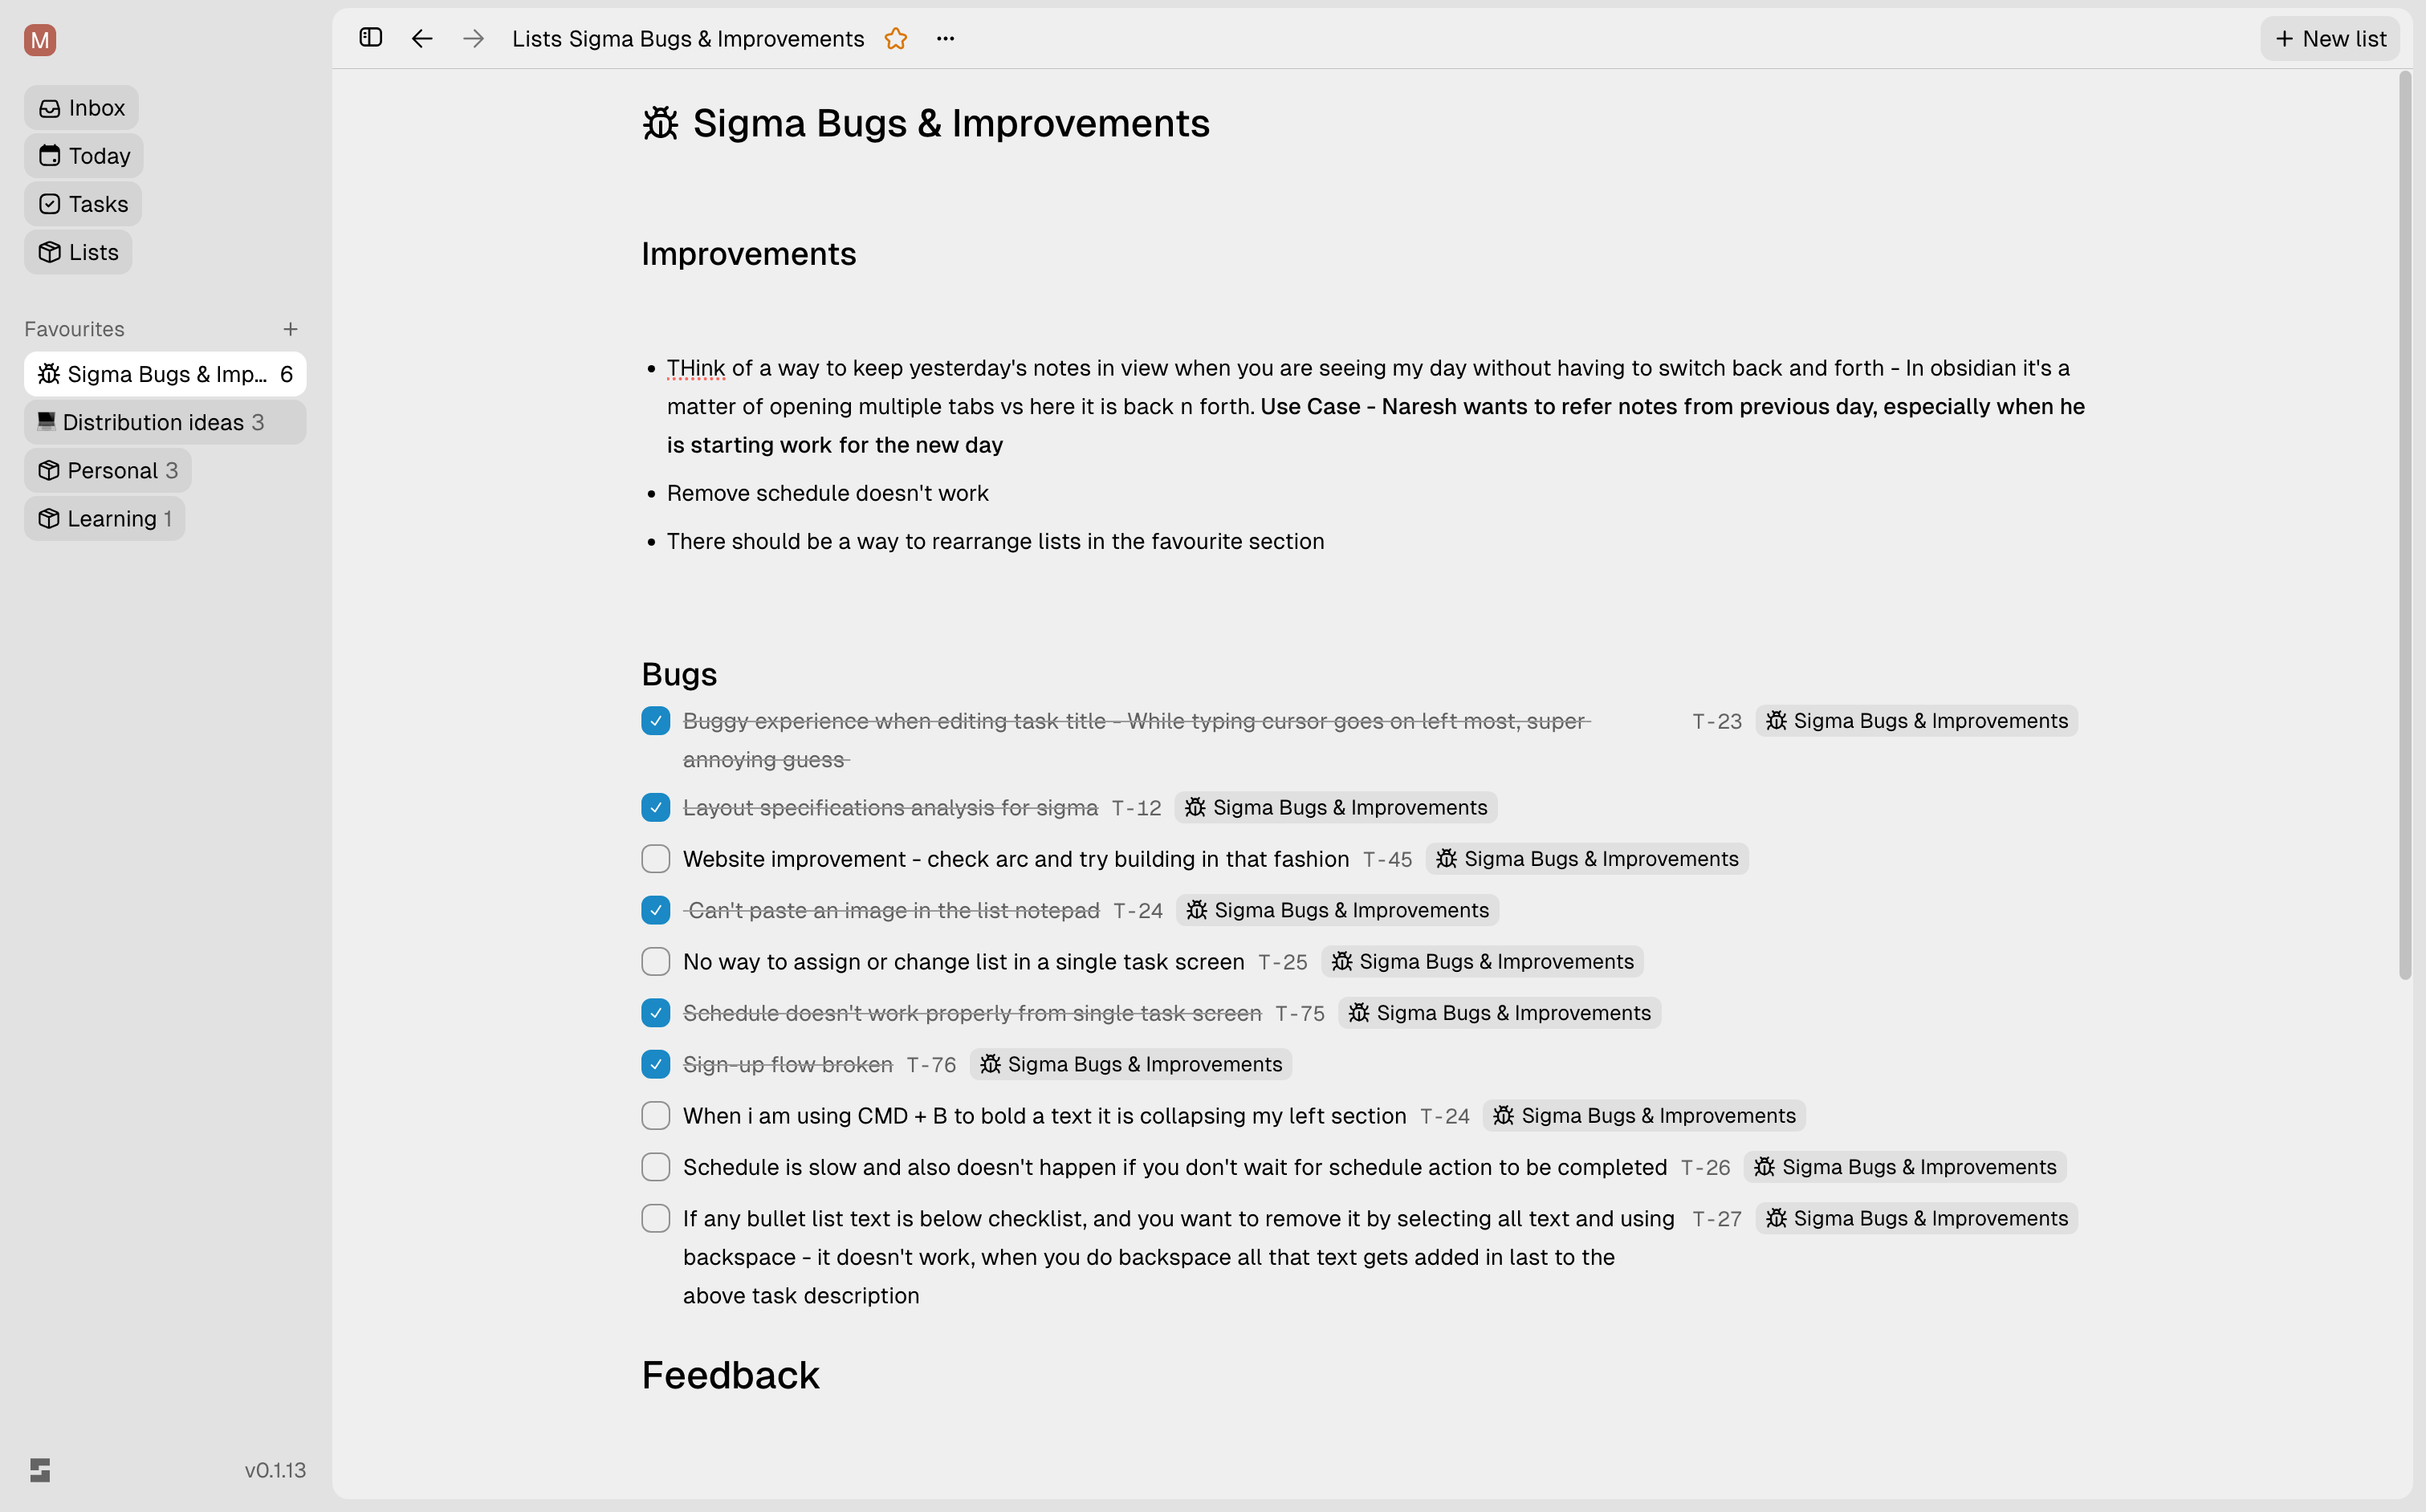 M
Inbox
Today
Tasks
Lists
Favourites
Sigma Bugs & Imp... 6
Distribution ideas 3
Personal 3
Learning 1
v0.1.13
Lists Sigma Bugs & Improvements
New list
Sigma Bugs & Improvements
Improvements
THink of a way to keep yesterday's notes in view when you are seeing my day without having to switch back and forth - In obsidian it's a
matter of opening multiple tabs vs here it is back n forth. Use Case - Naresh wants to refer notes from previous day, especially when he
is starting work for the new day
Remove schedule doesn't work
There should be a way to rearrange lists in the favourite section
Bugs
Buggy experience when editing task title - While typing cursor goes on left most, super T-23 Sigma Bugs & Improvements
annoying guess
Layout specifications analysis for sigma T-12 Sigma Bugs & Improvements
Website improvement - check arc and try building in that fashion T-45 Sigma Bugs & Improvements
Can't paste an image in the list notepad T-24 Sigma Bugs & Improvements
No way to assign or change list in a single task screen T-25 Sigma Bugs & Improvements
Schedule doesn't work properly from single task screen T-75 Sigma Bugs & Improvements
Sign-up flow broken T-76 Sigma Bugs & Improvements
When i am using CMD + B to bold a text it is collapsing my left section T-24 Sigma Bugs & Improvements
Schedule is slow and also doesn't happen if you don't wait for schedule action to be completed T-26 Sigma Bugs & Improvements
If any bullet list text is below checklist, and you want to remove it by selecting all text and using T-27 Sigma Bugs & Improvements
backspace - it doesn't work, when you do backspace all that text gets added in last to the
above task description
Feedback